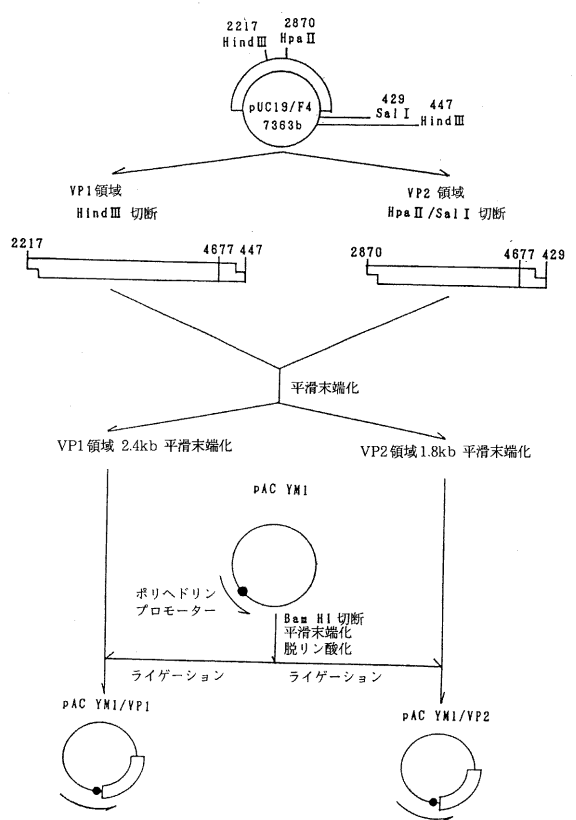 2217 2870
HindⅢ HpaⅡ
pUC19/F4
7363b
429 447
SalⅠ HindⅢ
VP1領域 VP2 領域
HindⅢ 切断 HpaⅡ/SalⅠ 切断
2217 4677 447 2870 4677 429
平滑末端化
VP1領域 2.4kb 平滑末端化 VP2領域1.8kb 平滑末端化
pAC YM1
ポリヘドリン
プロモーター
Bam HI 切断
平滑末端化
脱リン酸化
ライゲーション ライゲーション
pAC YM1/VP1 pAC YM1/VP2